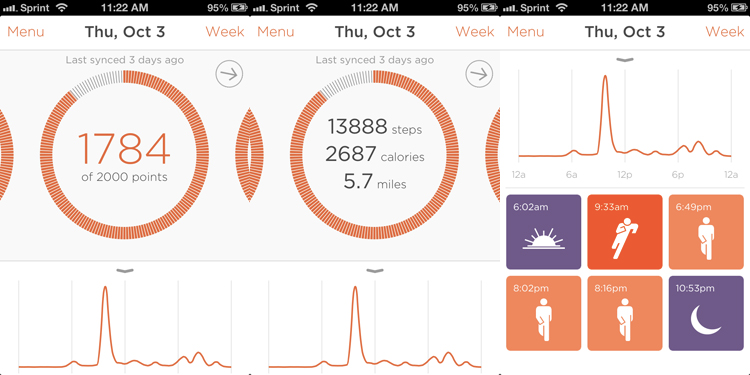 Sprint 11:22 AM 95%
Menu Thu, Oct 3 Week
Last synced 3 days ago
1784
of 2000 points
Sprint 11:22 AM 95%
Menu Thu, Oct 3 Week
Last synced 3 days ago
13888 steps
2687 calories
5.7 miles
Sprint 11:22 AM 95%
Menu Thu, Oct 3 Week
12a 6a 12p 6p 12a
6:02am 9:33am 6:49pm
8:02pm 8:16pm 10:53pm